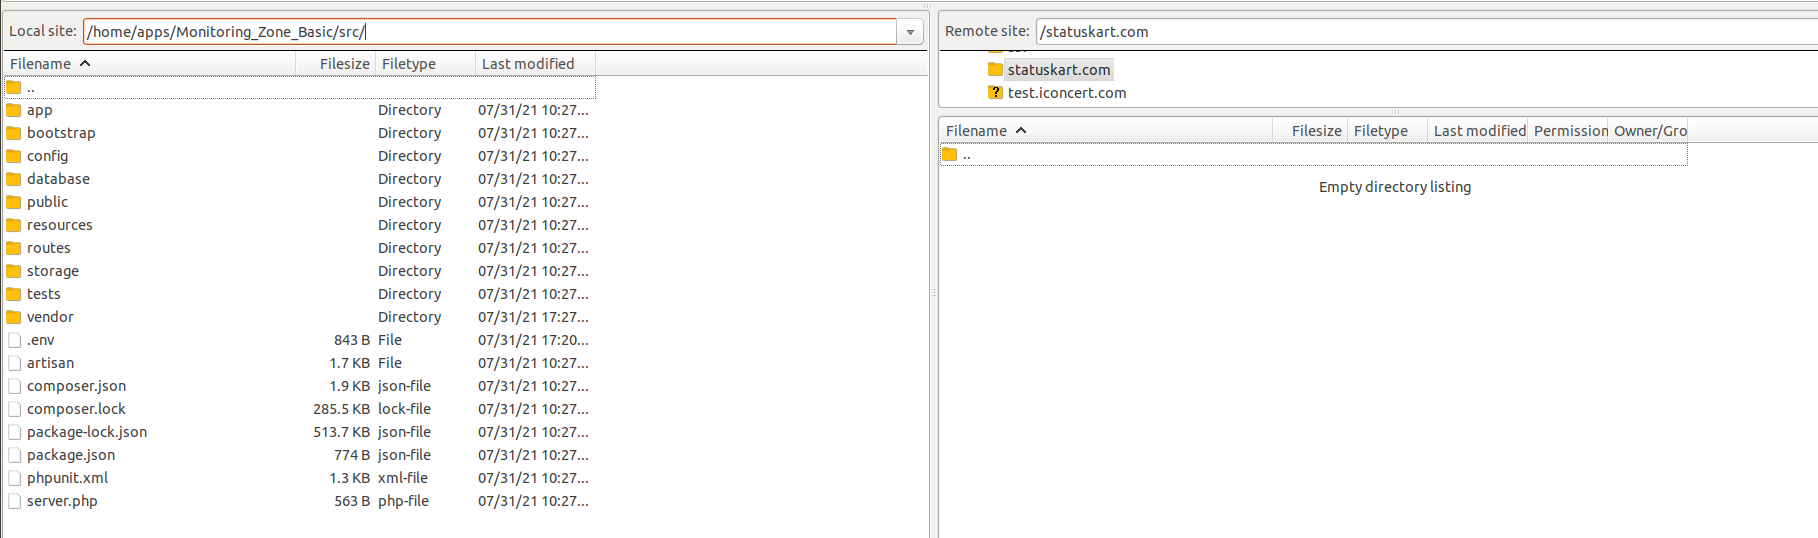 Local site: /home/apps/Monitoring_Zone_Basic/src/
Filename Filesize Filetype Last modified
..
app Directory 07/31/21 10:27...
bootstrap Directory 07/31/21 10:27...
config Directory 07/31/21 10:27...
database Directory 07/31/21 10:27...
public Directory 07/31/21 10:27...
resources Directory 07/31/21 10:27...
routes Directory 07/31/21 10:27...
storage Directory 07/31/21 10:27...
tests Directory 07/31/21 10:27...
vendor Directory 07/31/21 17:27...
.env 843 B File 07/31/21 17:20...
artisan 1.7 KB File 07/31/21 10:27...
composer.json 1.9 KB json-file 07/31/21 10:27...
composer.lock 285.5 KB lock-file 07/31/21 10:27...
package-lock.json 513.7 KB json-file 07/31/21 10:27...
package.json 774 B json-file 07/31/21 10:27...
phpunit.xml 1.3 KB xml-file 07/31/21 10:27...
server.php 563 B php-file 07/31/21 10:27...
Remote site: /statuskart.com
statuskart.com
? test.iconcert.com
Filename Filesize Filetype Last modified Permission Owner/Gro
..
Empty directory listing